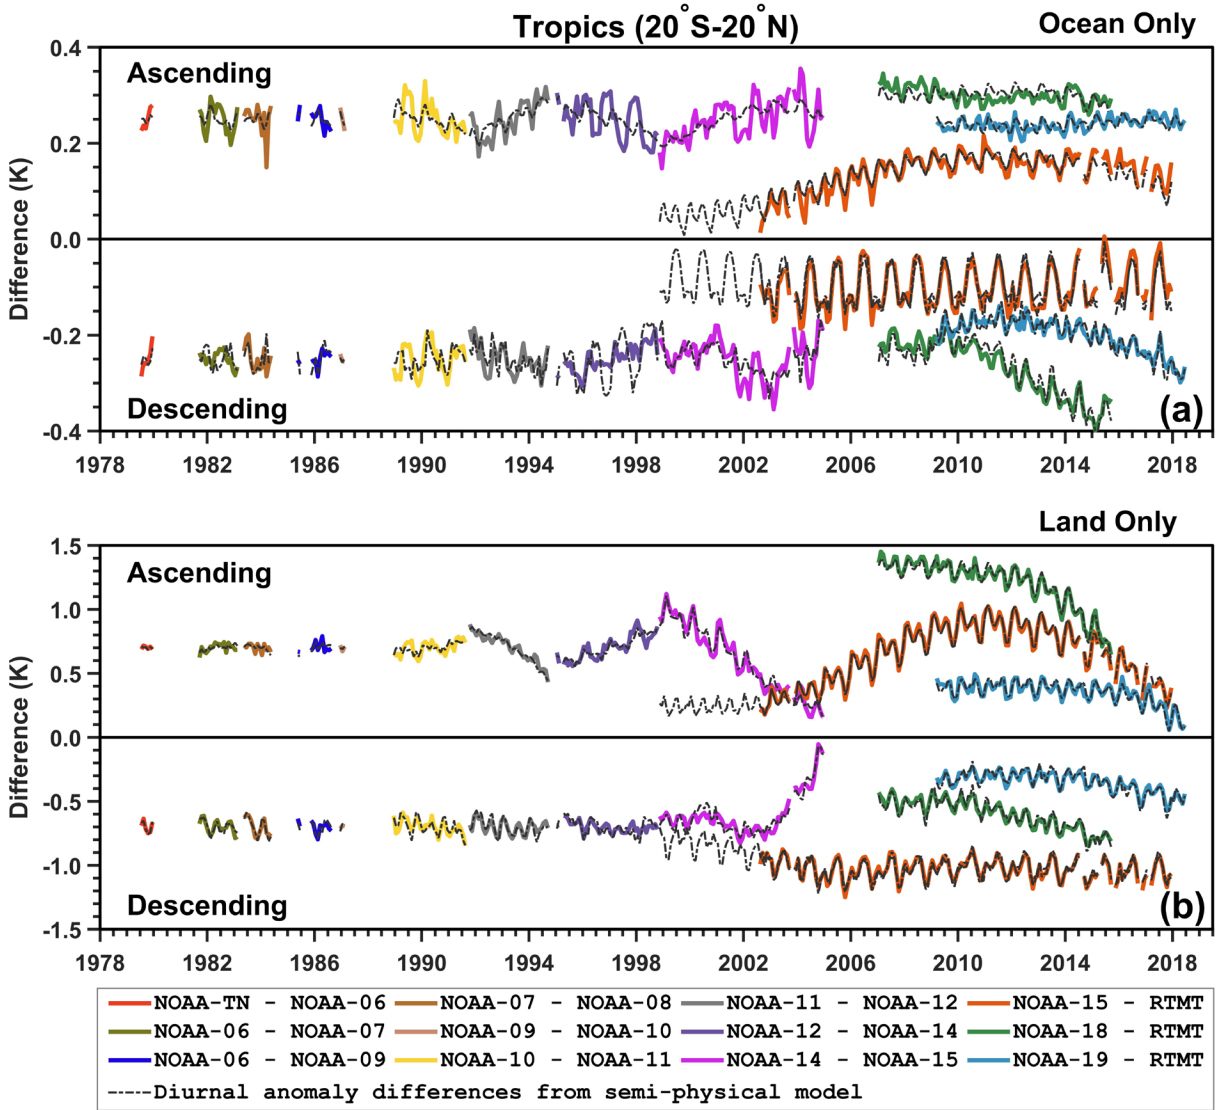 Tropics (20°S-20°N)
Ocean Only
Ascending
Descending
(a)
Difference (K)
0.4
0.2
0.0
-0.2
-0.4
1978 1982 1986 1990 1994 1998 2002 2006 2010 2014 2018
Land Only
Ascending
Descending
(b)
Difference (K)
1.5
1.0
0.5
0.0
-0.5
-1.0
-1.5
1978 1982 1986 1990 1994 1998 2002 2006 2010 2014 2018
NOAA-TN - NOAA-06 NOAA-07 - NOAA-08 NOAA-11 - NOAA-12 NOAA-15 - RTMT
NOAA-06 - NOAA-07 NOAA-09 - NOAA-10 NOAA-12 - NOAA-14 NOAA-18 - RTMT
NOAA-06 - NOAA-09 NOAA-10 - NOAA-11 NOAA-14 - NOAA-15 NOAA-19 - RTMT
Diurnal anomaly differences from semi-physical model